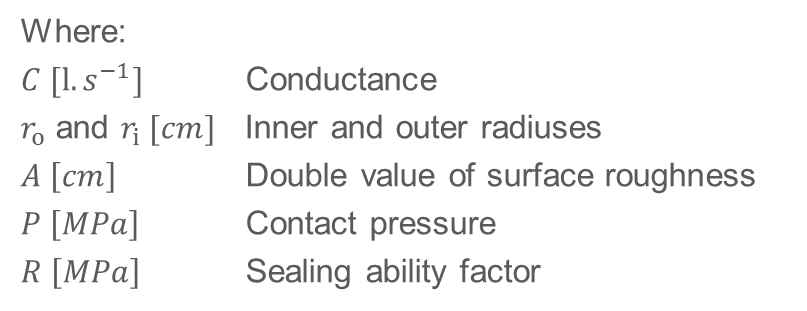 Where:
C [l. s⁻¹] Conductance
rₒ and rᵢ [cm] Inner and outer radiuses
A [cm] Double value of surface roughness
P [MPa] Contact pressure
R [MPa] Sealing ability factor